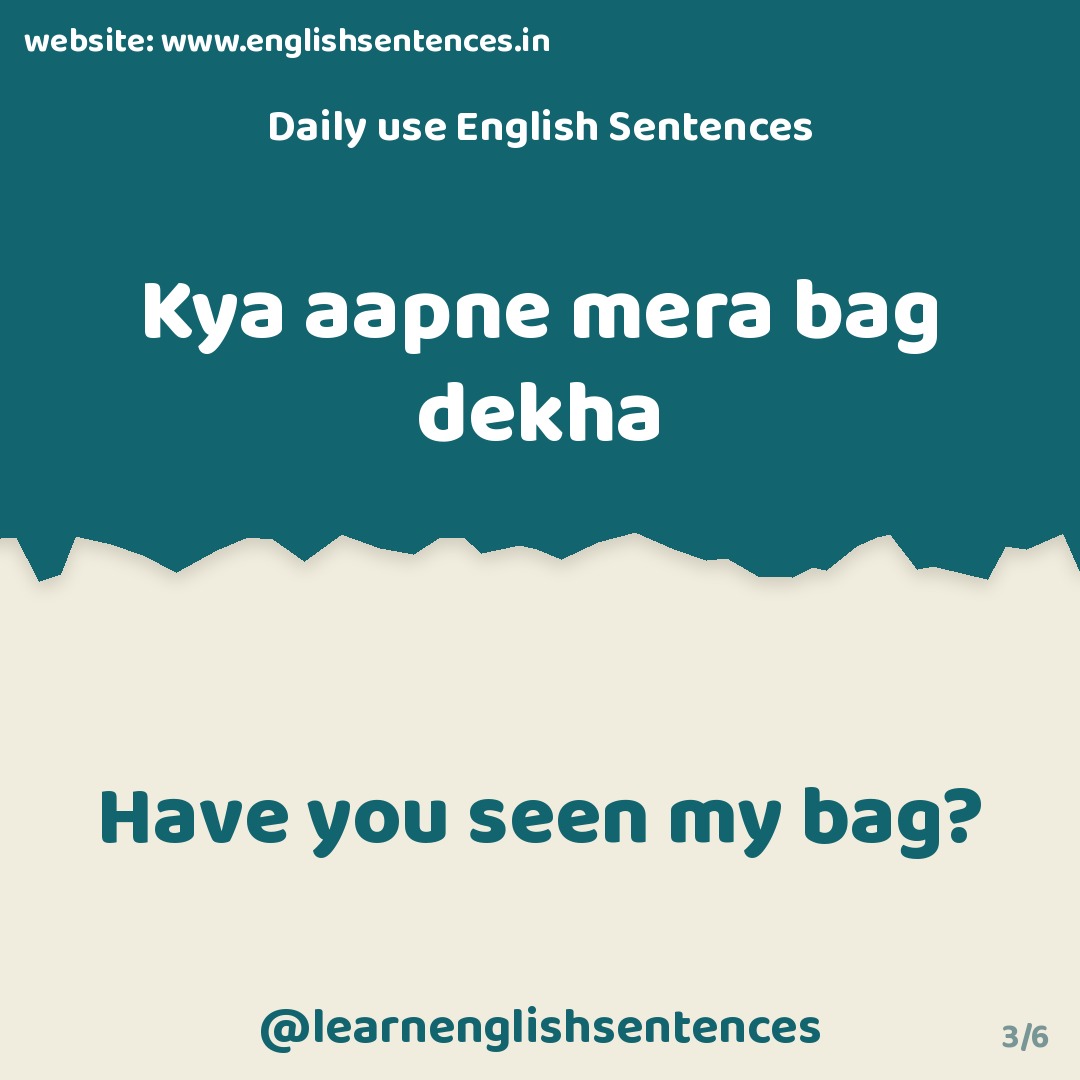 website: www.englishsentences.in
Daily use English Sentences
Kya aapne mera bag
dekha
Have you seen my bag?
@learnenglishsentences
3/6